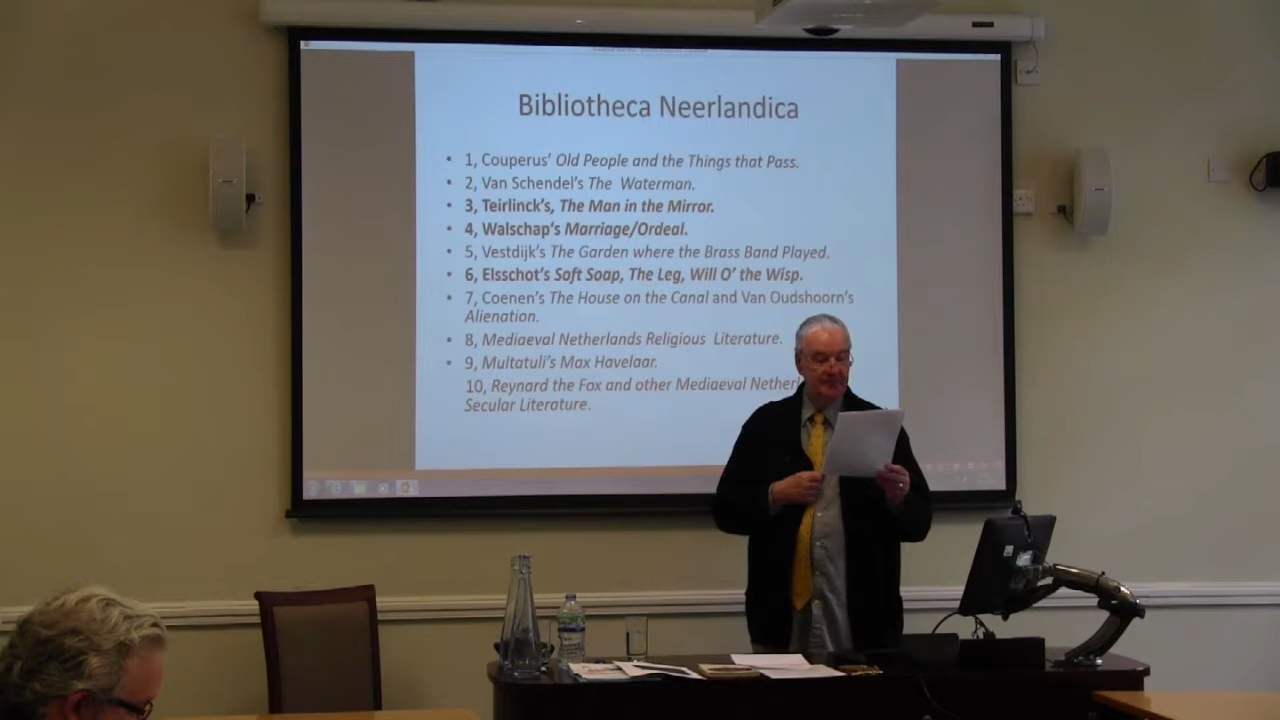 Bibliotheca Neerlandica
• 1, Couperus' Old People and the Things that Pass.
• 2, Van Schendel's The Waterman.
3, Teirlinck's, The Man in the Mirror.
• 4, Walschap's Marriage/Ordeal.
• 5, Vestdijk's The Garden where the Brass Band Played.
• 6, Elsschot's Soft Soap, The Leg, Will O' the Wisp.
• 7, Coenen's The House on the Canal and Van Oudshoorn's
Alienation.
• 8, Mediaeval Netherlands Religious Literature.
• 9, Multatuli's Max Havelaar.
10, Reynard the Fox and other Mediaeval Netherl
Secular Literature.